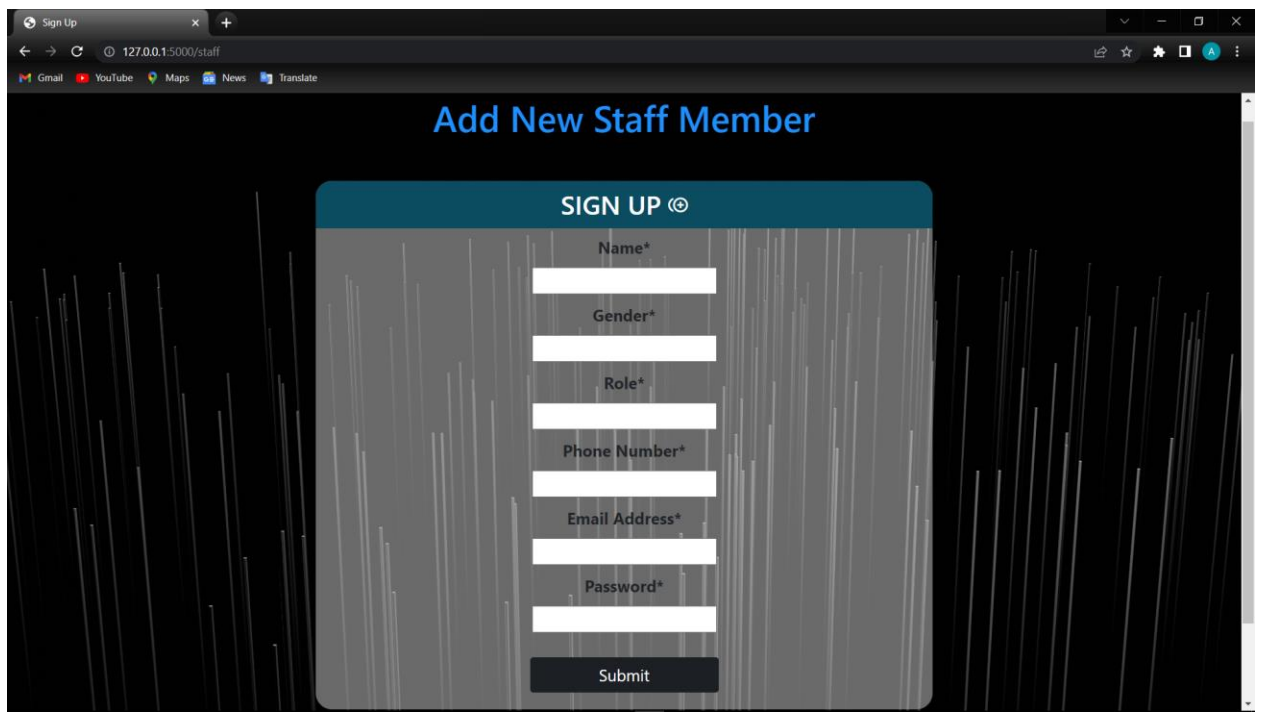 Sign Up
127.0.0.1:5000/staff
Gmail YouTube Maps News Translate
Add New Staff Member
SIGN UP
Name*
Gender*
Role*
Phone Number*
Email Address*
Password*
Submit